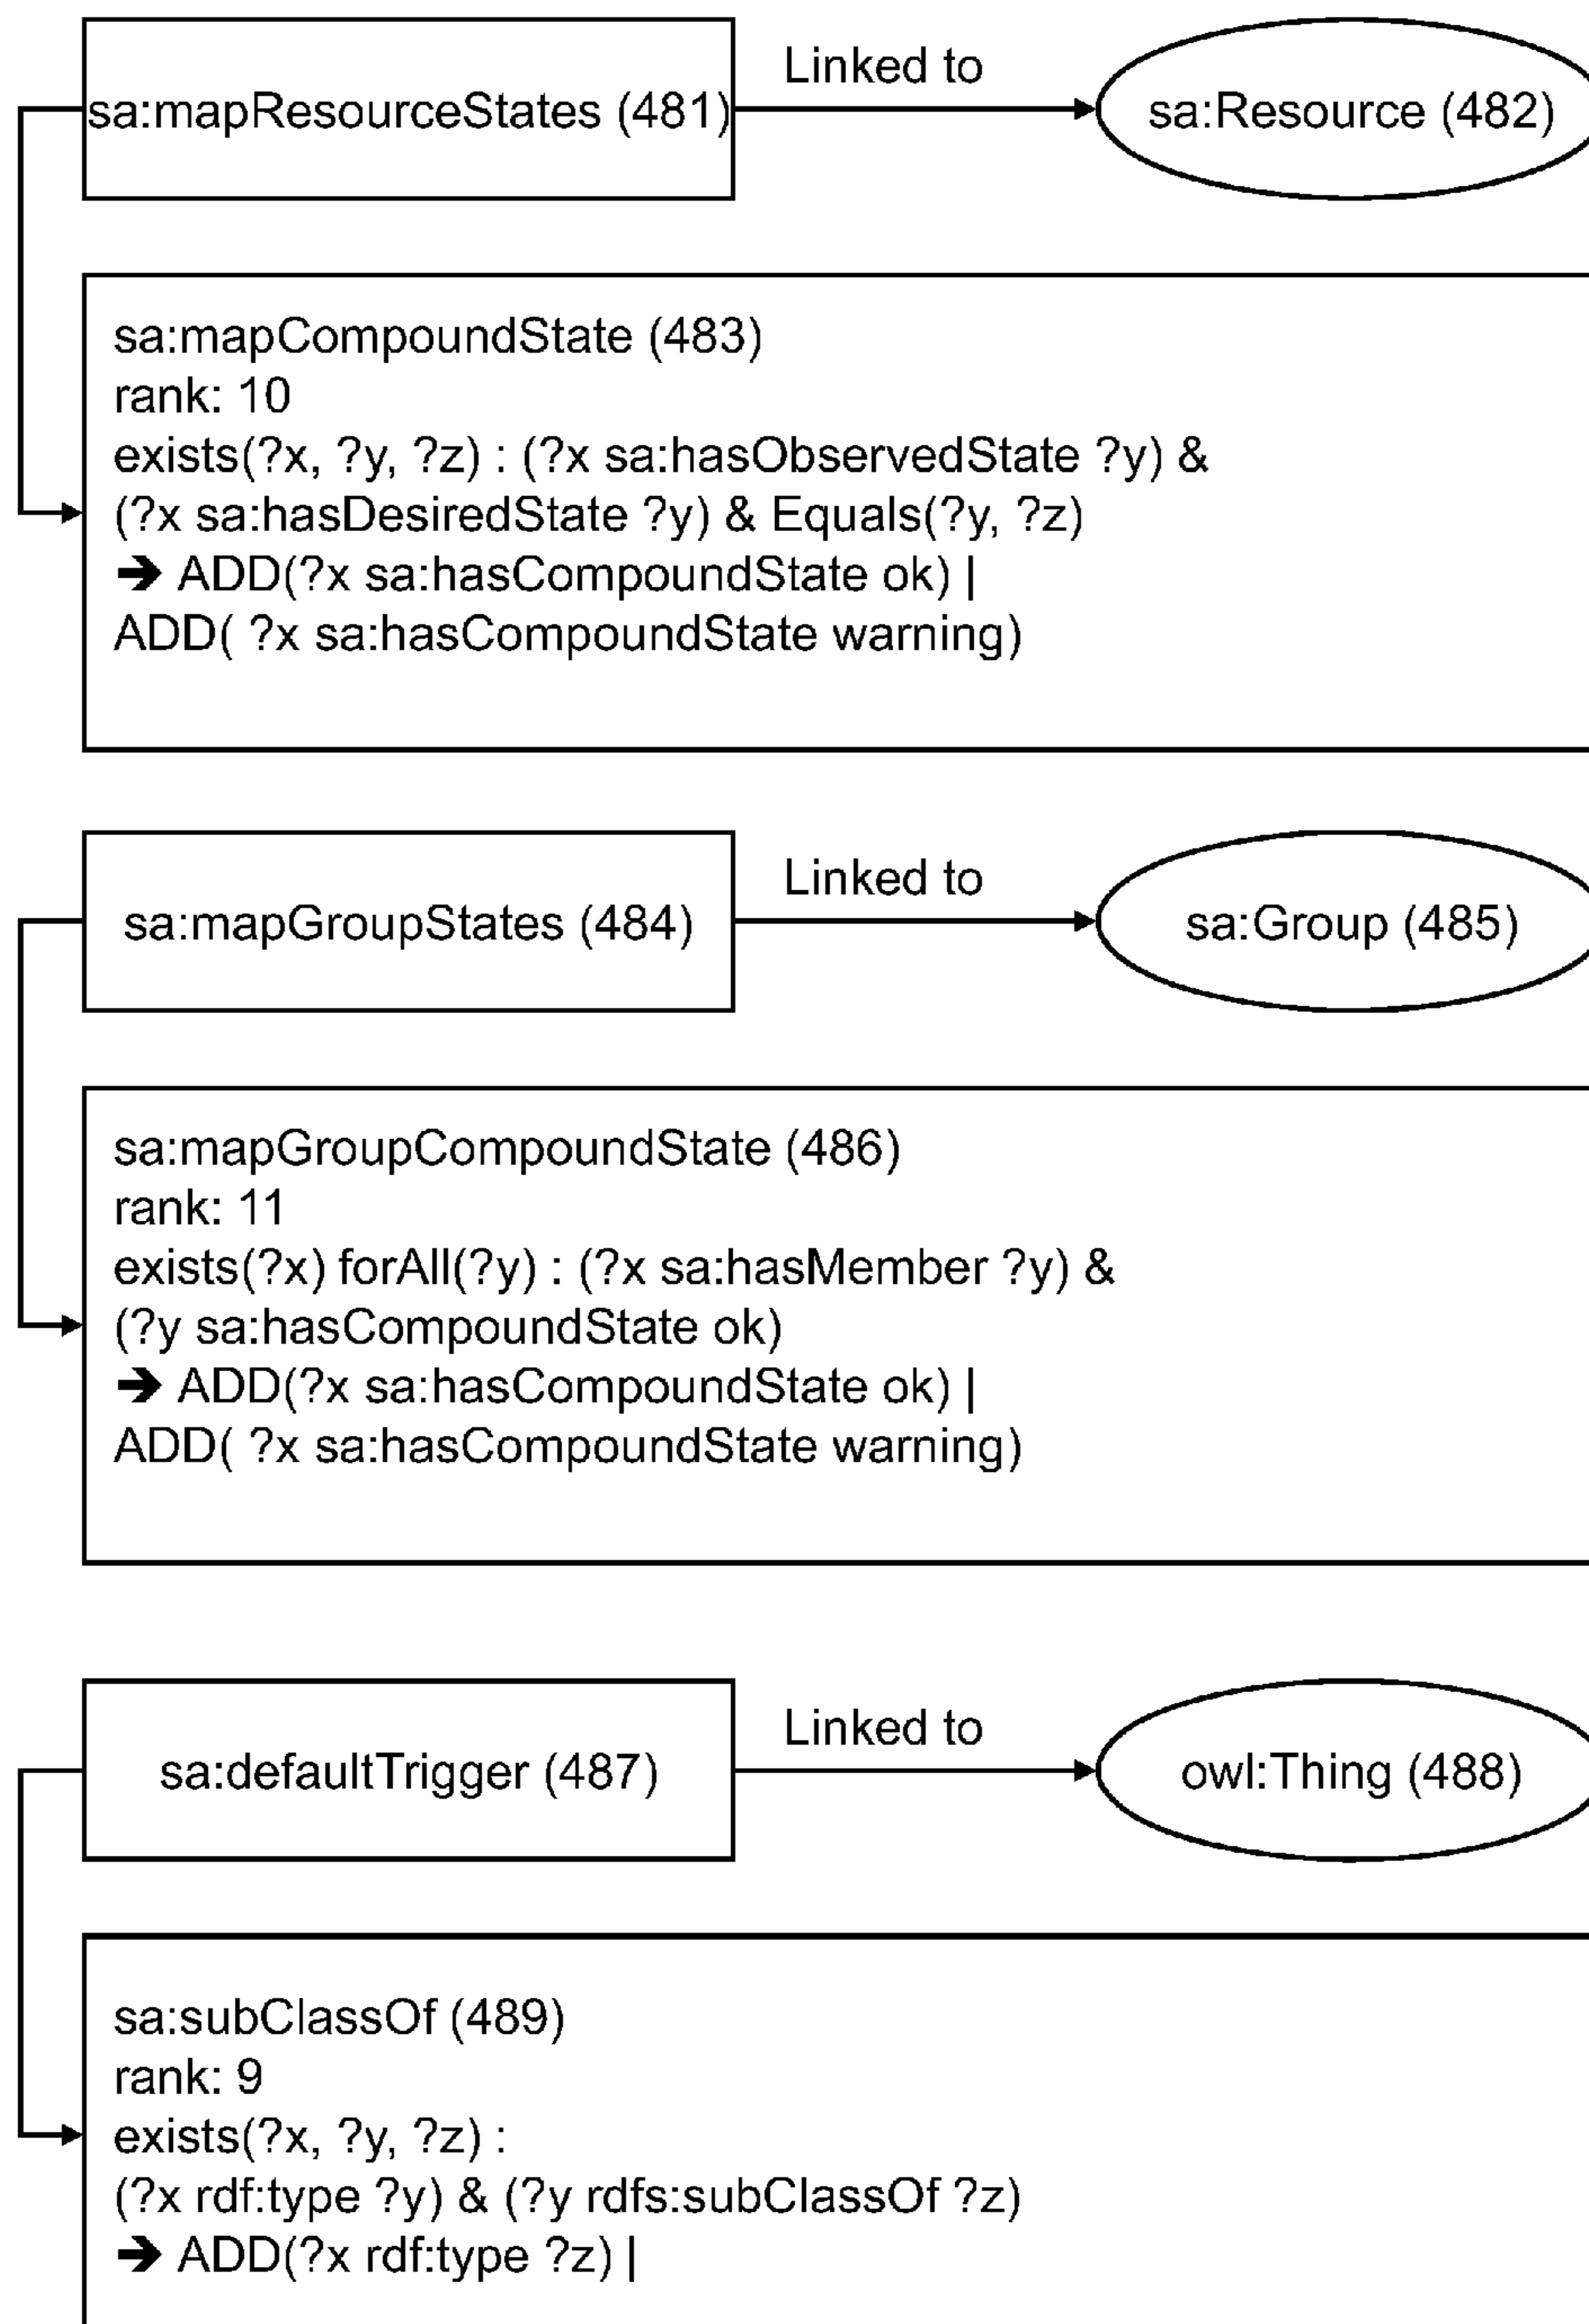 sa:mapResourceStates (481)
Linked to
sa:Resource (482)
sa:mapCompoundState (483)
rank: 10
exists(?x, ?y, ?z) : (?x sa:hasObservedState ?y) &
(?x sa:hasDesiredState ?y) & Equals(?y, ?z)
➔ ADD(?x sa:hasCompoundState ok) |
ADD( ?x sa:hasCompoundState warning)
sa:mapGroupStates (484)
Linked to
sa:Group (485)
sa:mapGroupCompoundState (486)
rank: 11
exists(?x) forAll(?y) : (?x sa:hasMember ?y) &
(?y sa:hasCompoundState ok)
➔ ADD(?x sa:hasCompoundState ok) |
ADD( ?x sa:hasCompoundState warning)
sa:defaultTrigger (487)
Linked to
owl:Thing (488)
sa:subClassOf (489)
rank: 9
exists(?x, ?y, ?z) :
(?x rdf:type ?y) & (?y rdfs:subClassOf ?z)
➔ ADD(?x rdf:type ?z) |